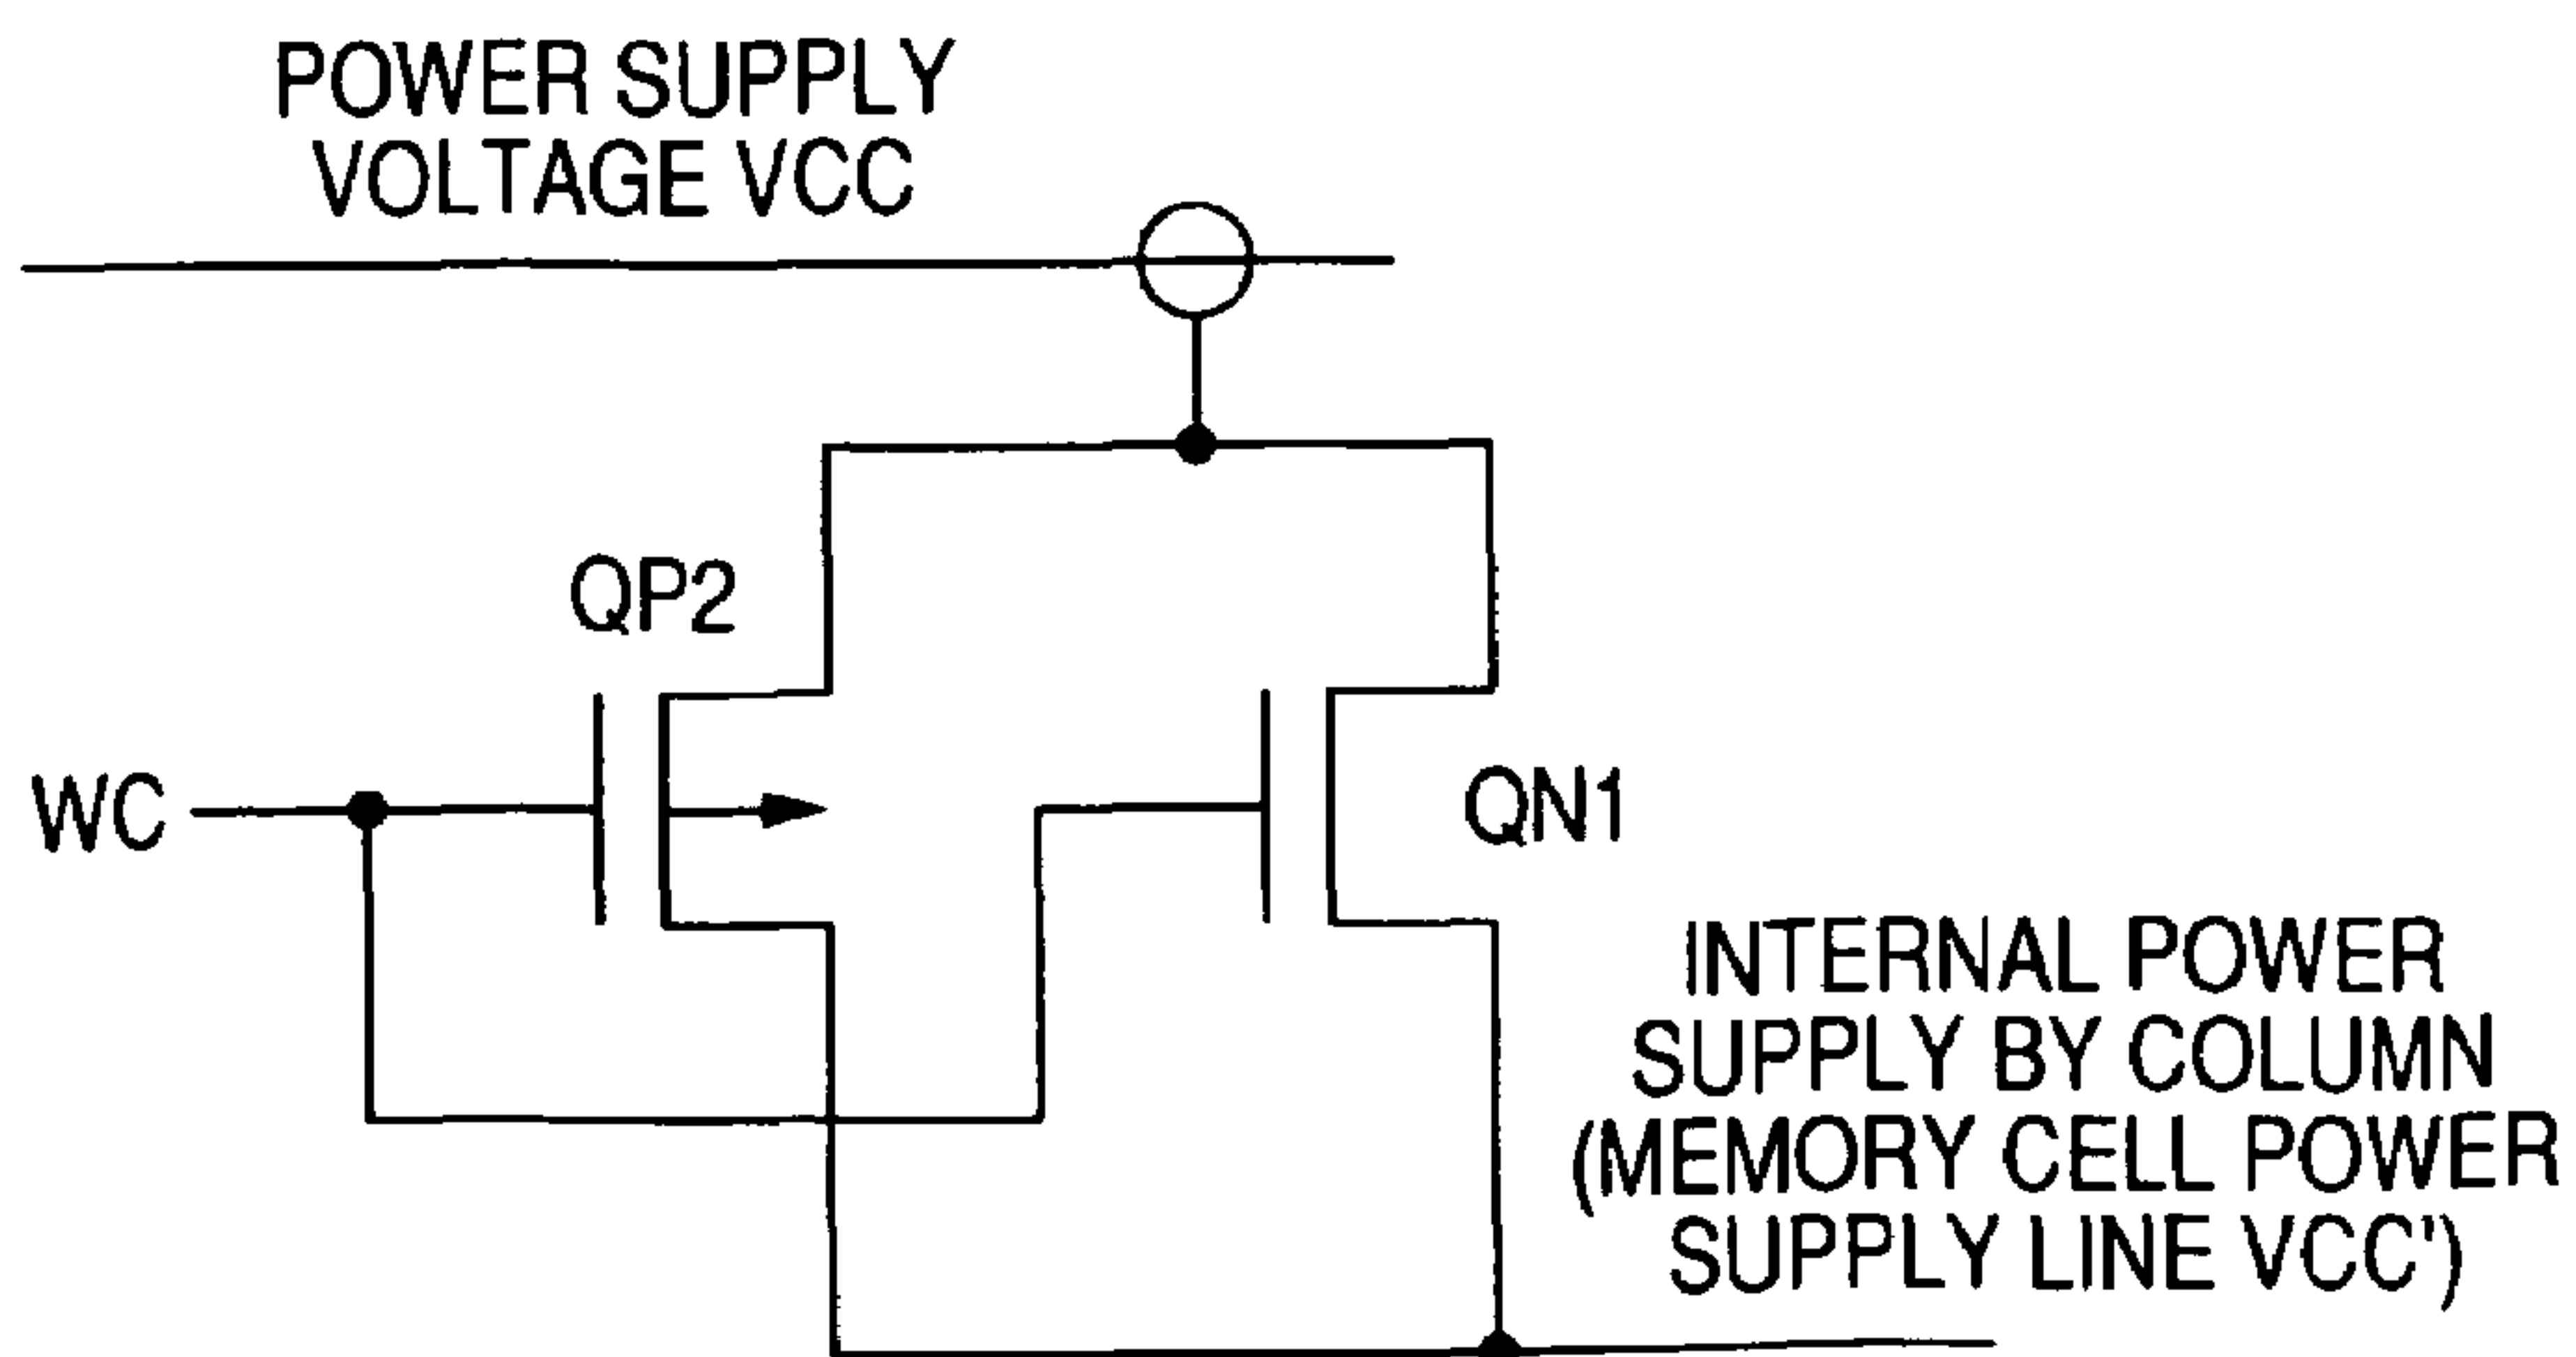 POWER SUPPLY
VOLTAGE VCC
QP2
WC
QN1
INTERNAL POWER
SUPPLY BY COLUMN
(MEMORY CELL POWER
SUPPLY LINE VCC')